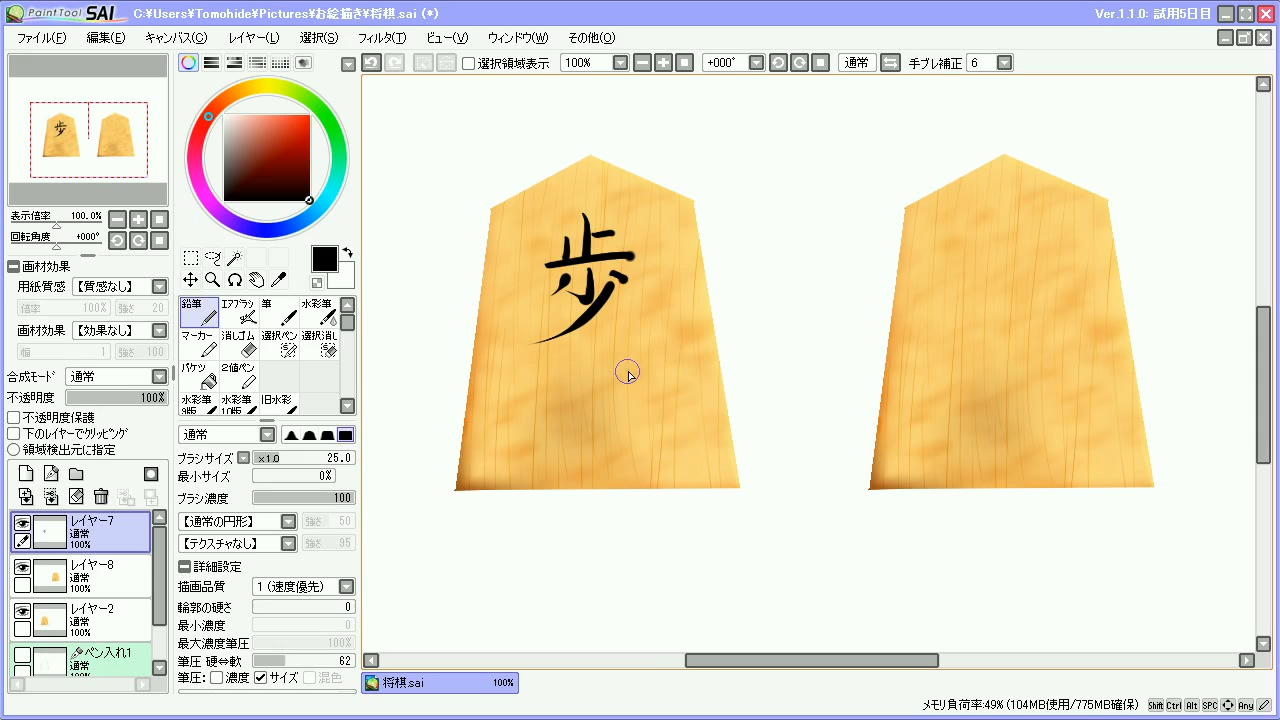 PaintTool SAI C:¥Users¥Tomohide¥Pictures¥お絵描き¥将棋.sai (*) Ver.1.1.0: 試用5日目
ファイル(F) 編集(E) キャンバス(C) レイヤー(L) 選択(S) フィルタ(T) ビュー(V) ウィンドウ(W) その他(O)
選択領域表示 100% +000° 通常 手ブレ補正 6
歩
表示倍率 100.0%
回転角度 +000°
画材効果
用紙質感 【質感なし】
倍率 100% 強さ 20
画材効果 【効果なし】
幅 1 強さ 100
合成モード 通常
不透明度 100%
不透明度保護
下のレイヤーでクリッピング
領域検出元に指定
レイヤー7
通常
100%
レイヤー8
通常
100%
レイヤー2
通常
100%
ペン入れ1
通常
100%
鉛筆 エアブラシ 筆 水彩筆
マーカー 消しゴム 選択ペン 選択消し
バケツ 2値ペン
水彩筆 水彩筆 旧水彩
通常
ブラシサイズ x1.0 25.0
最小サイズ 0%
ブラシ濃度 100
【通常の円形】 強さ 50
【テクスチャなし】 強さ 95
詳細設定
描画品質 1 (速度優先)
輪郭の硬さ 0
最小濃度 0
最大濃度筆圧 100%
筆圧 硬⇔軟 62
筆圧: 濃度 サイズ 混色
歩
将棋.sai 100%
メモリ負荷率:49% (104MB使用/775MB確保) Shift Ctrl Alt SPC Any